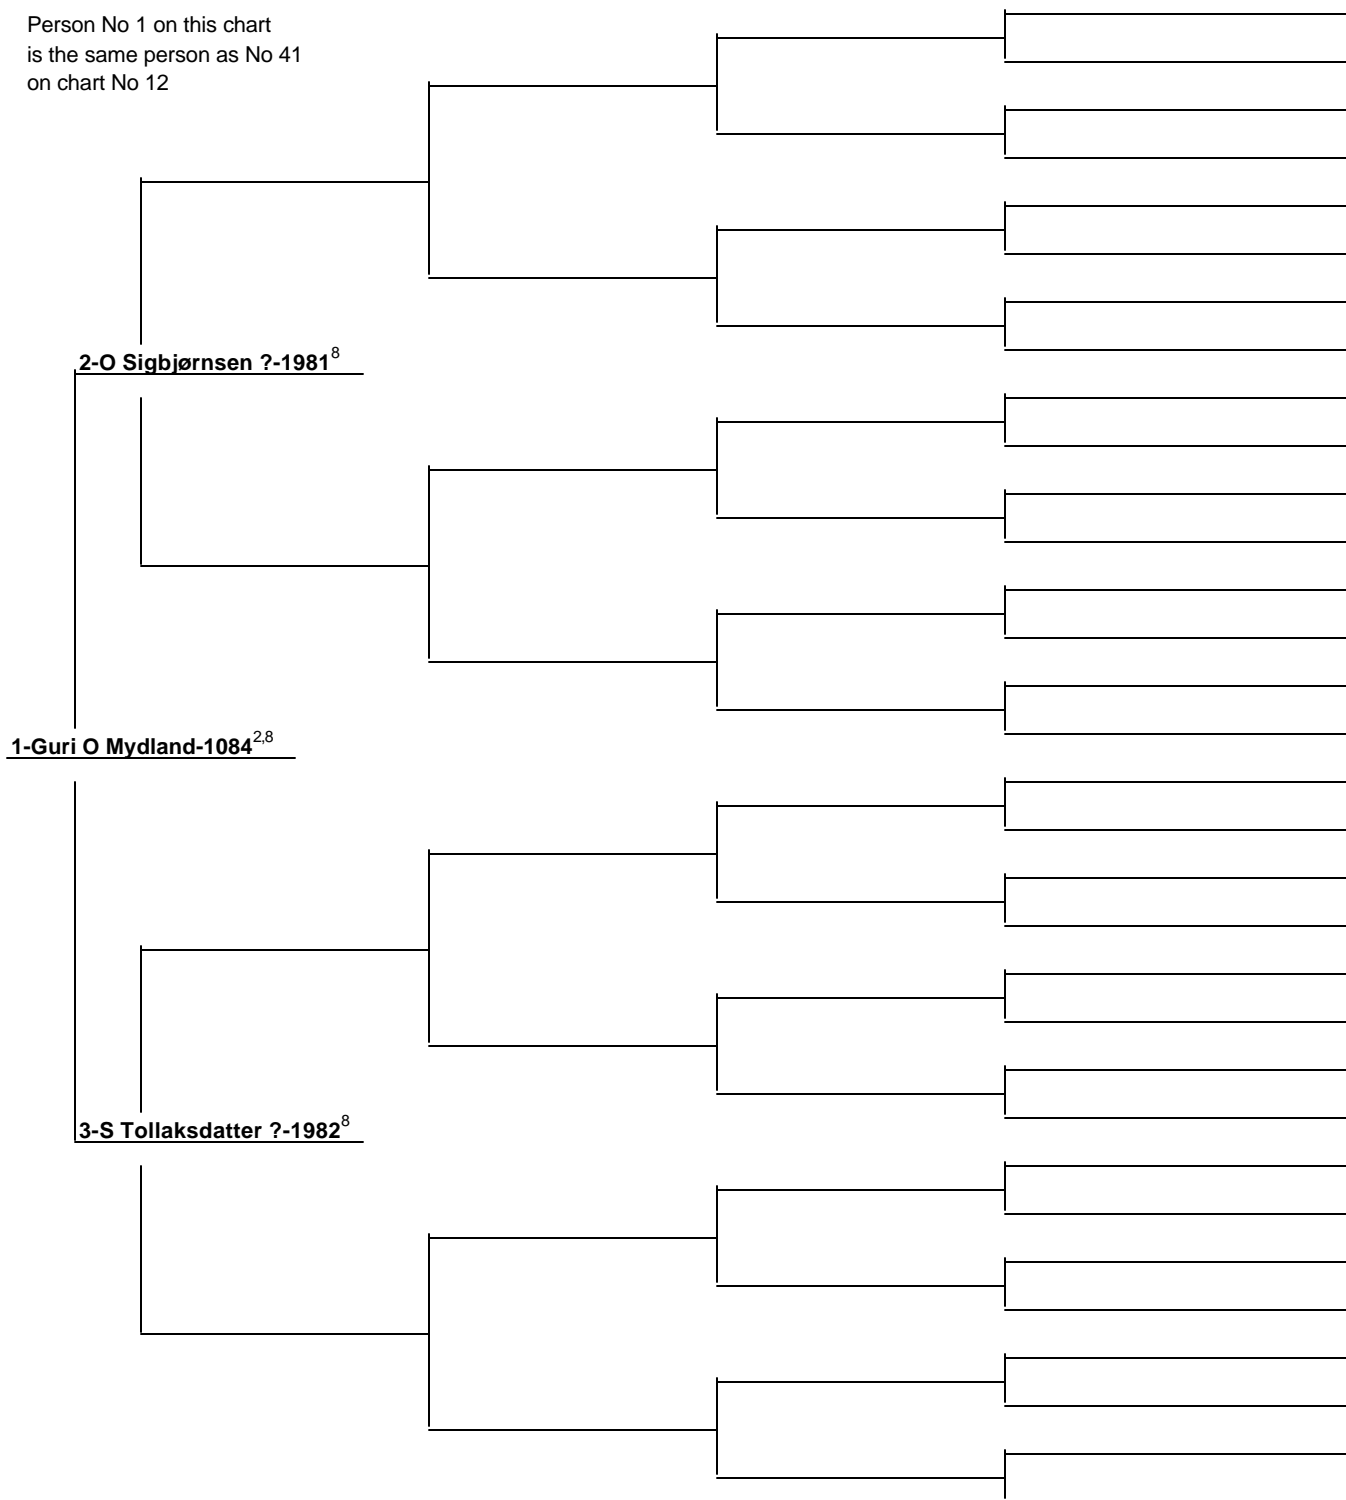 Person No 1 on this chart
is the same person as No 41
on chart No 12
2-O Sigbjørnsen ?-1981⁸
1-Guri O Mydland-1084²,⁸
3-S Tollaksdatter ?-1982⁸